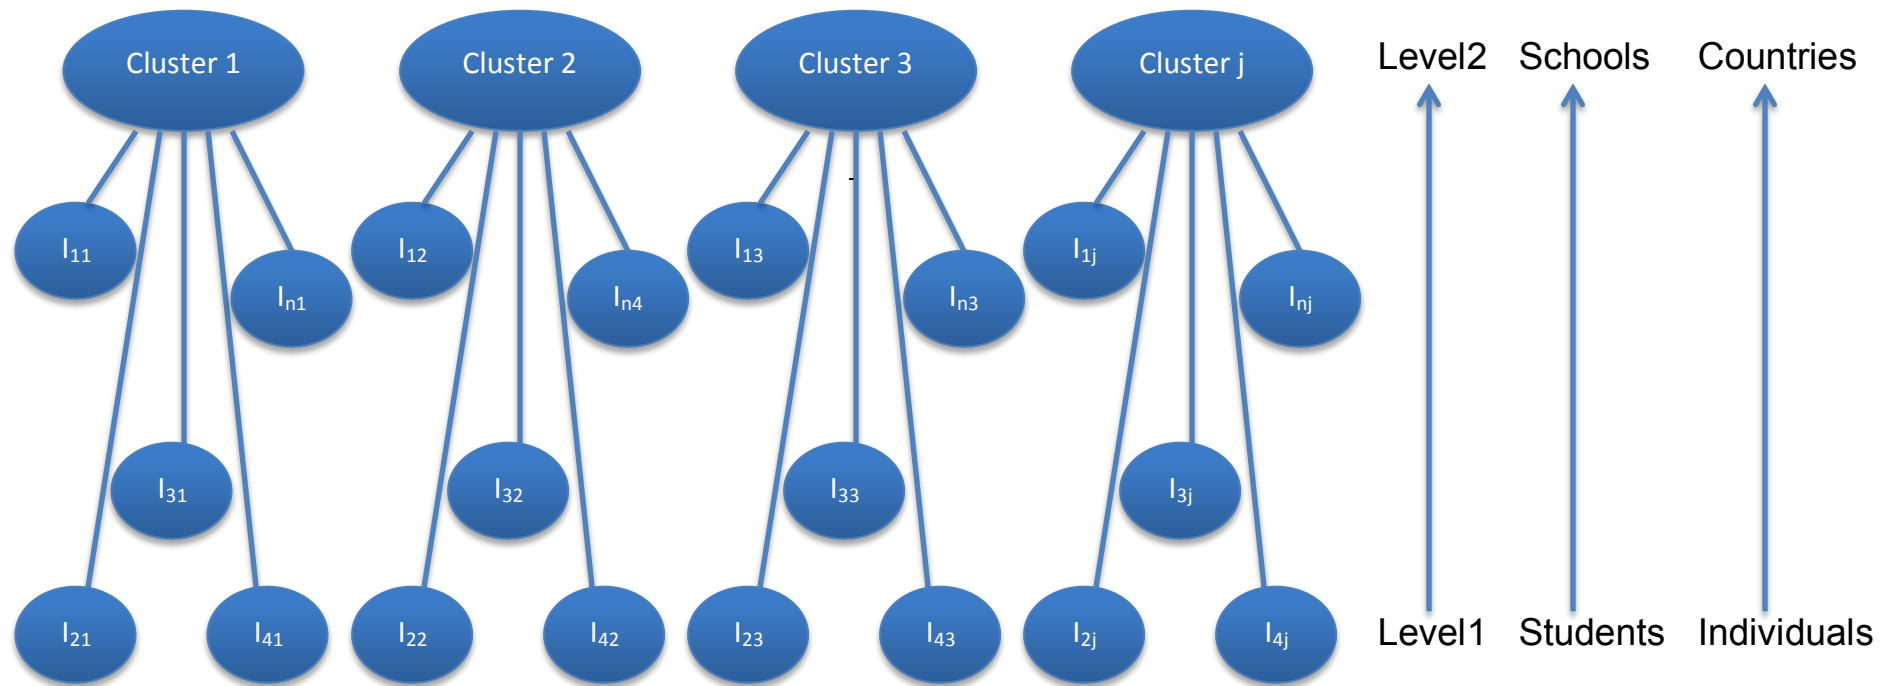 Cluster 1 Cluster 2 Cluster 3 Cluster j Level2 Schools Countries
I11 I12 I13 I1j
In1 In4 In3 Inj
I31 I32 I33 I3j
I21 I41 I22 I42 I23 I43 I2j I4j Level1 Students Individuals